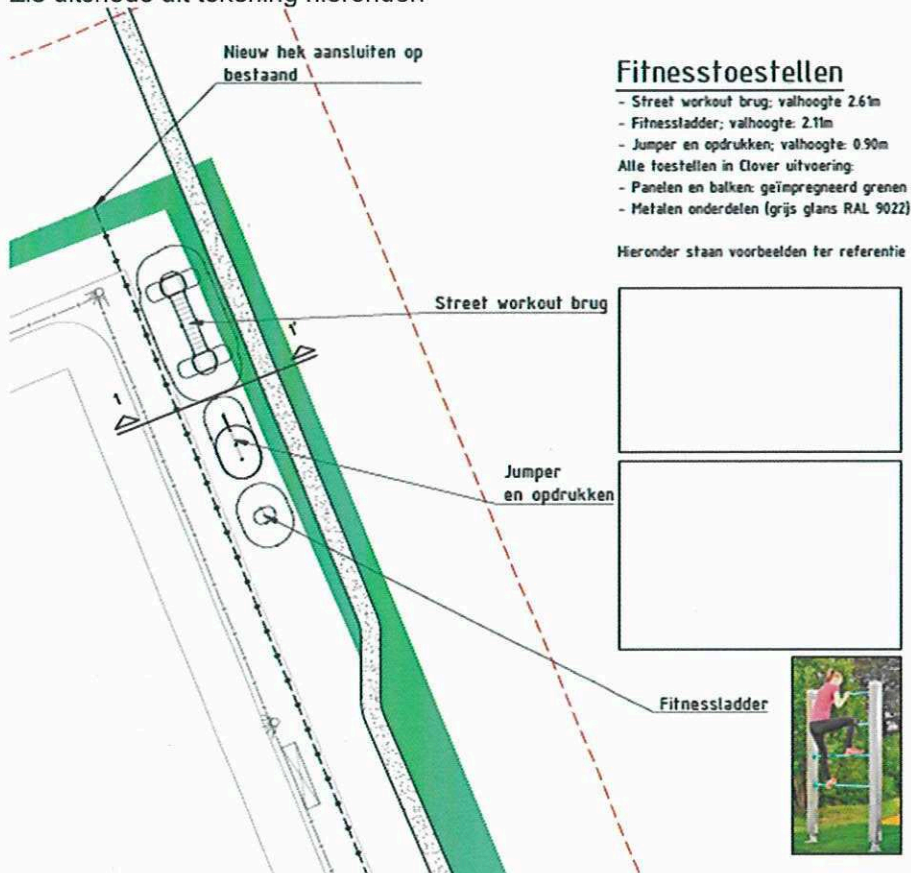 Zie uitsnede uit tekening hieronder
Nieuw hek aansluiten op
bestaand
Fitnesstoestellen
- Street workout brug; valhoogte 2.61m
- Fitnessladder; valhoogte: 2.11m
- Jumper en opdrukken; valhoogte: 0.90m
Alle toestellen in Clover uitvoering:
- Panelen en balken: geïmpregneerd grenen
- Metalen onderdelen (grijs glans RAL 9022)
Hieronder staan voorbeelden ter referentie
Street workout brug
1'
1
Jumper
en opdrukken
Fitnessladder